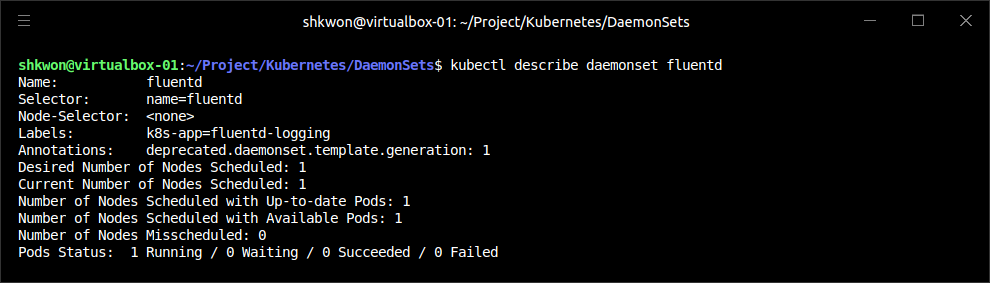 shkwon@virtualbox-01: ~/Project/Kubernetes/DaemonSets
shkwon@virtualbox-01:~/Project/Kubernetes/DaemonSets$ kubectl describe daemonset fluentd
Name:           fluentd
Selector:       name=fluentd
Node-Selector:  <none>
Labels:         k8s-app=fluentd-logging
Annotations:    deprecated.daemonset.template.generation: 1
Desired Number of Nodes Scheduled: 1
Current Number of Nodes Scheduled: 1
Number of Nodes Scheduled with Up-to-date Pods: 1
Number of Nodes Scheduled with Available Pods: 1
Number of Nodes Misscheduled: 0
Pods Status:  1 Running / 0 Waiting / 0 Succeeded / 0 Failed